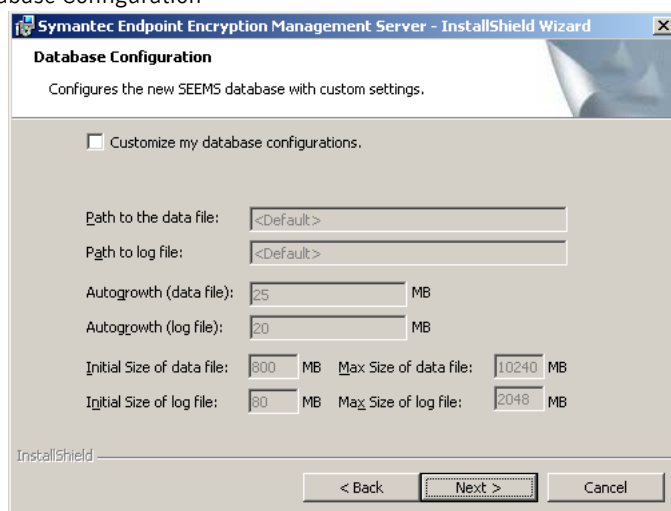 abase Configuration
Symantec Endpoint Encryption Management Server - InstallShield Wizard
Database Configuration
Configures the new SEEMS database with custom settings.
Customize my database configurations.
Path to the data file: <Default>
Path to log file: <Default>
Autogrowth (data file): 25 MB
Autogrowth (log file): 20 MB
Initial Size of data file: 800 MB Max Size of data file: 10240 MB
Initial Size of log file: 80 MB Max Size of log file: 2048 MB
InstallShield
< Back Next > Cancel